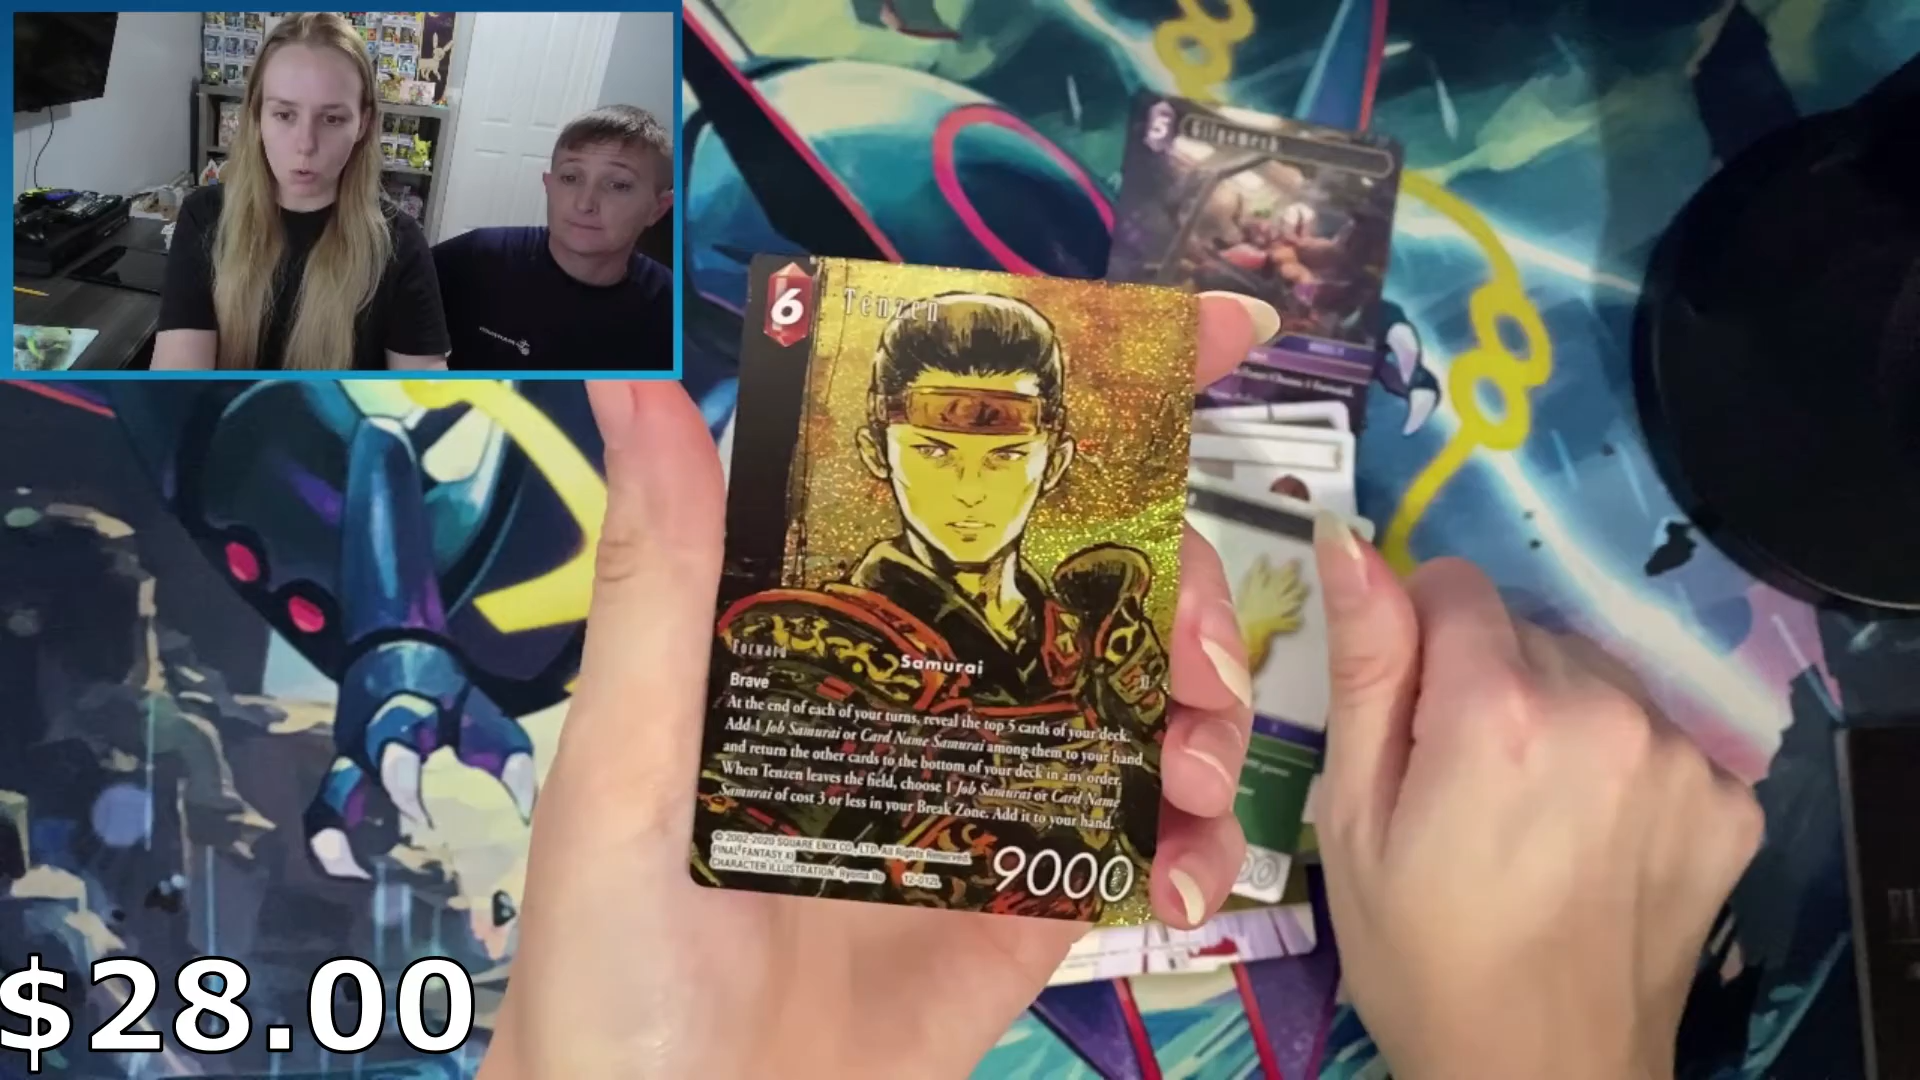 5
Gilgamesh
6
Tenzen
Forward
Samurai
Brave
At the end of each of your turns, reveal the top 5 cards of your deck.
Add 1 Job Samurai or Card Name Samurai among them to your hand
and return the other cards to the bottom of your deck in any order.
When Tenzen leaves the field, choose 1 Job Samurai or Card Name
Samurai of cost 3 or less in your Break Zone. Add it to your hand.
© 2002-2020 SQUARE ENIX CO., LTD. All Rights Reserved.
FINAL FANTASY XI
CHARACTER ILLUSTRATION: Ryoma Ito
12-012L
9000
$28.00